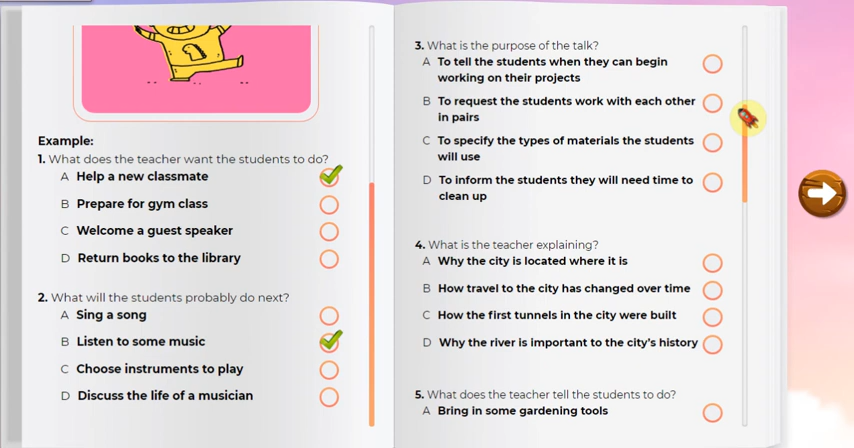 Example:
1. What does the teacher want the students to do?
A Help a new classmate
B Prepare for gym class
C Welcome a guest speaker
D Return books to the library
2. What will the students probably do next?
A Sing a song
B Listen to some music
C Choose instruments to play
D Discuss the life of a musician
3. What is the purpose of the talk?
A To tell the students when they can begin
working on their projects
B To request the students work with each other
in pairs
C To specify the types of materials the students
will use
D To inform the students they will need time to
clean up
4. What is the teacher explaining?
A Why the city is located where it is
B How travel to the city has changed over time
C How the first tunnels in the city were built
D Why the river is important to the city's history
5. What does the teacher tell the students to do?
A Bring in some gardening tools